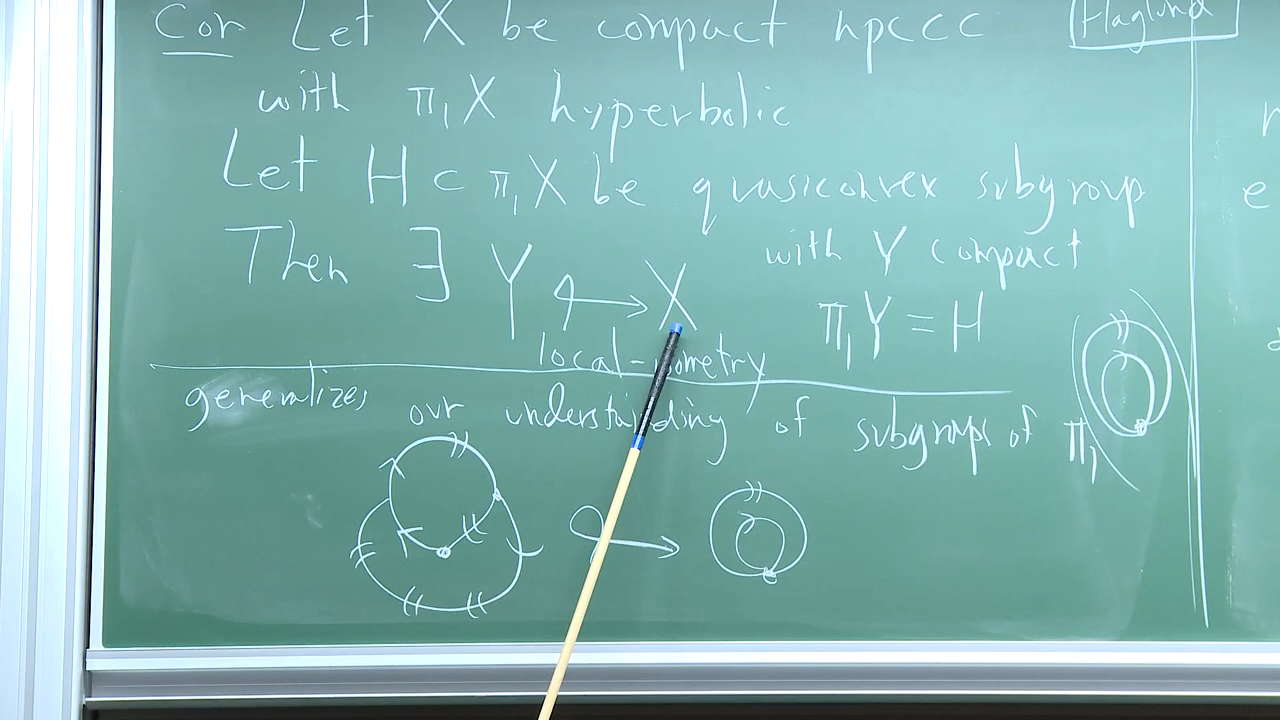 Cor Let X be compact npccc
Haglund
with π₁X hyperbolic
Let H ⊂ π₁X be quasiconvex subgroup
Then ∃ Y ↬ X with Y compact
local-isometry π₁Y = H
generalizes our understanding of subgroups of π₁